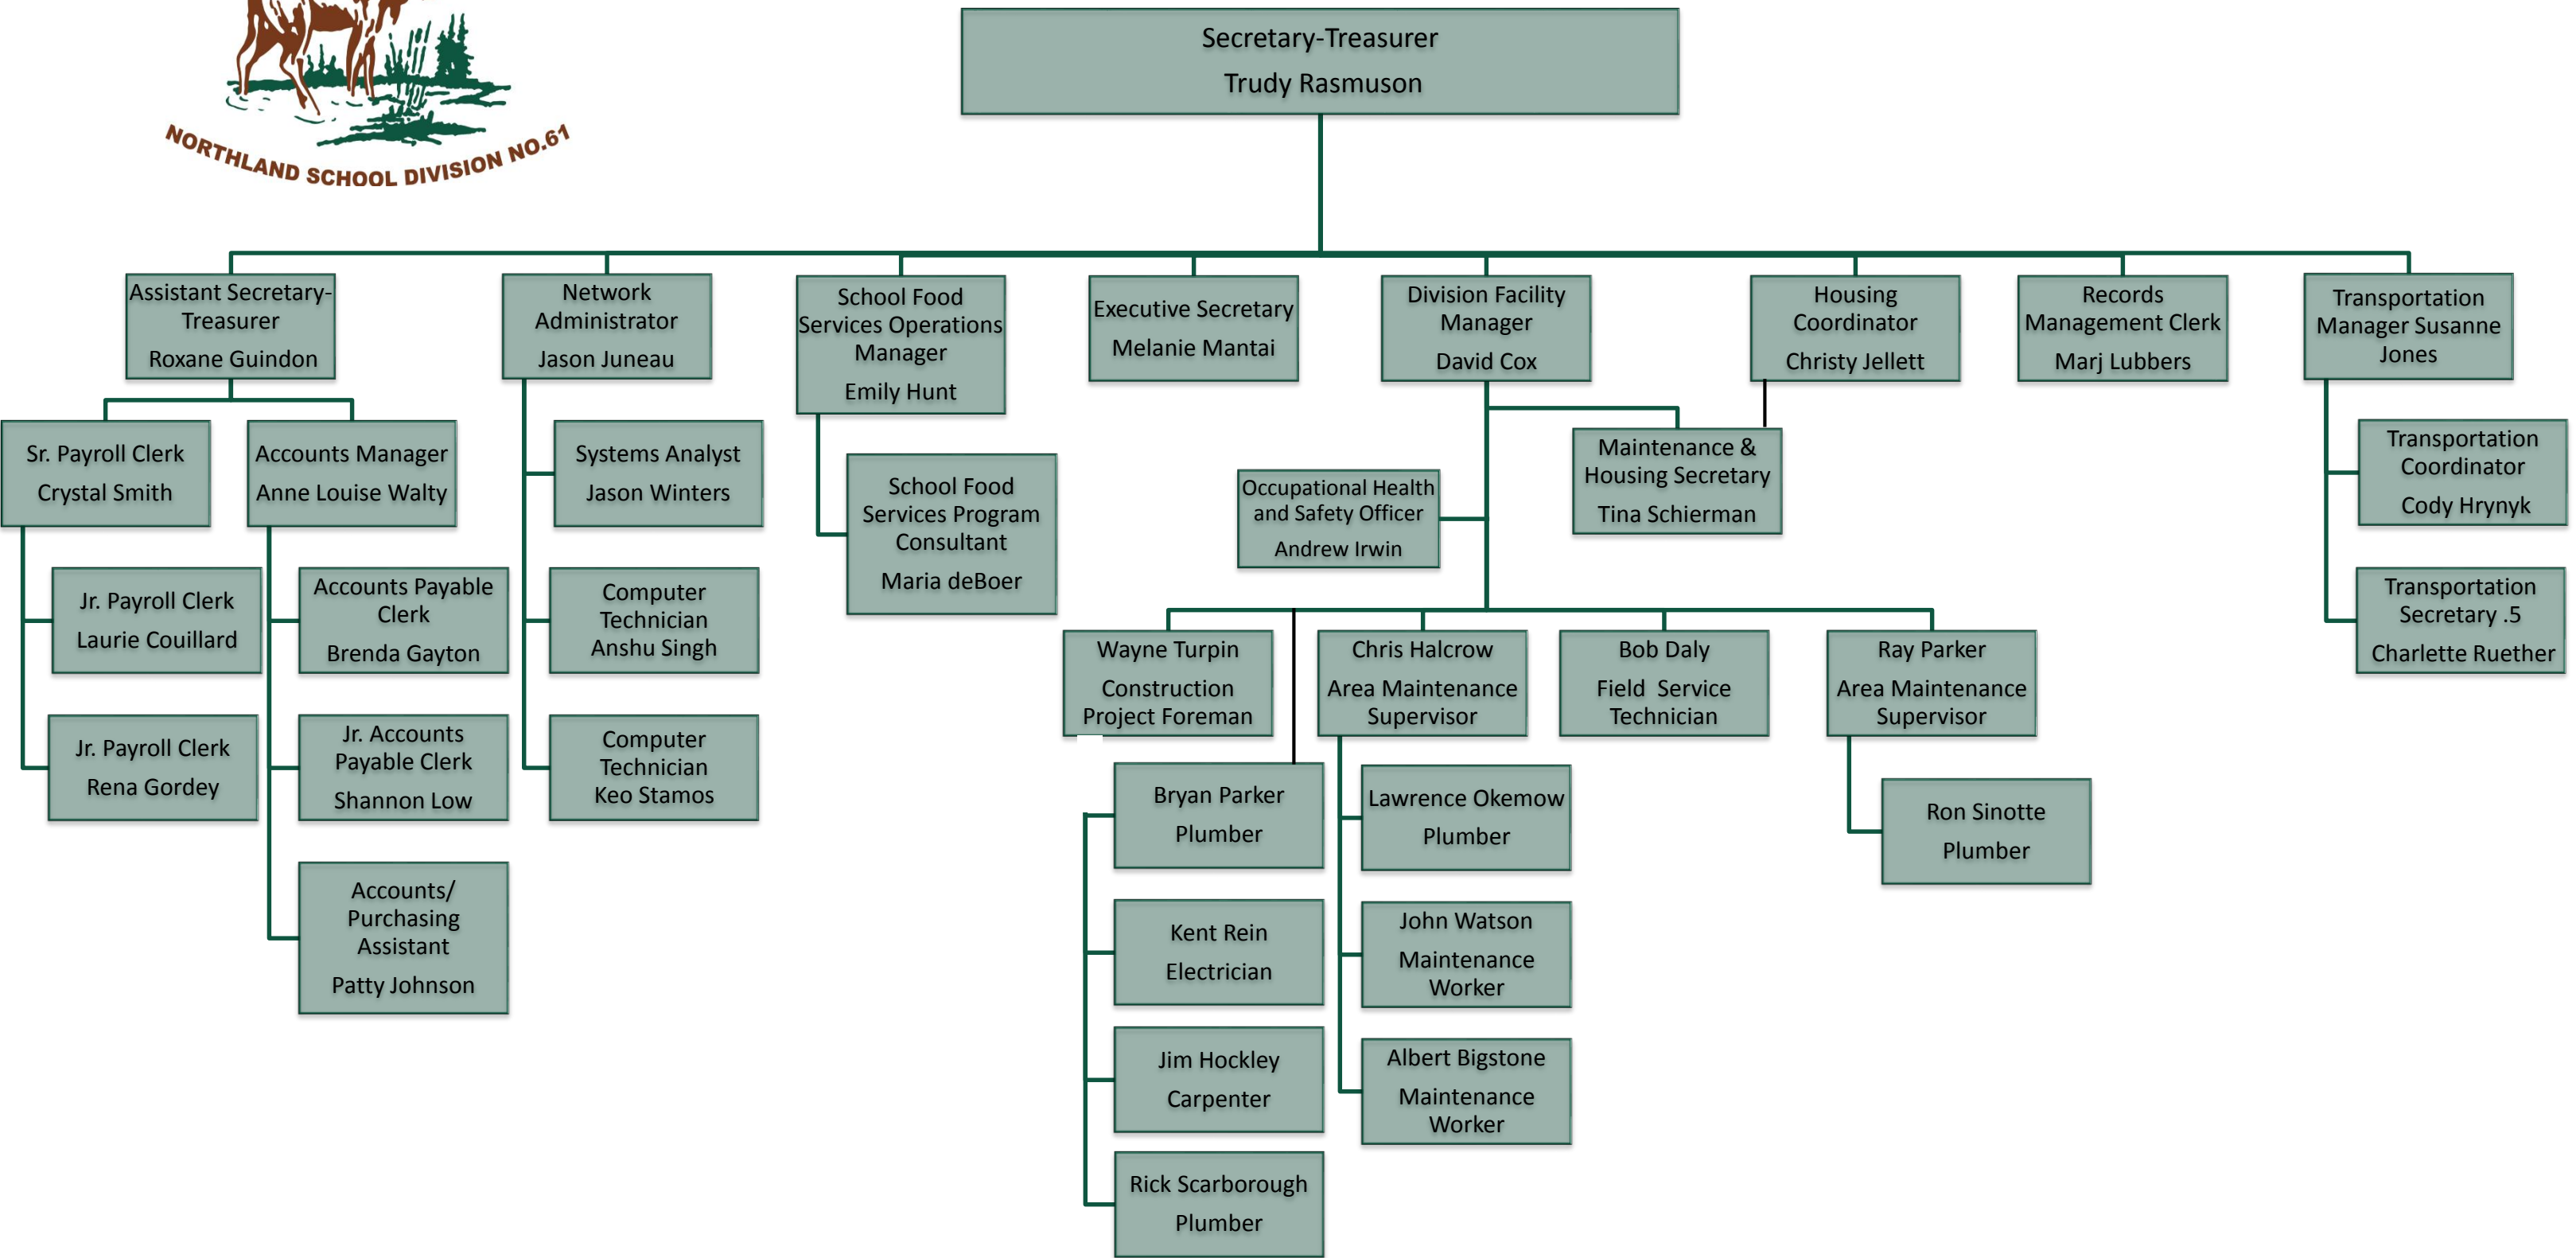 NORTHLAND SCHOOL DIVISION NO.61
Secretary-Treasurer
Trudy Rasmuson
Assistant Secretary-
Treasurer
Roxane Guindon
Network
Administrator
Jason Juneau
School Food
Services Operations
Manager
Emily Hunt
Executive Secretary
Melanie Mantai
Division Facility
Manager
David Cox
Housing
Coordinator
Christy Jellett
Records
Management Clerk
Marj Lubbers
Transportation
Manager Susanne
Jones
Sr. Payroll Clerk
Crystal Smith
Accounts Manager
Anne Louise Walty
Systems Analyst
Jason Winters
School Food
Services Program
Consultant
Maria deBoer
Occupational Health
and Safety Officer
Andrew Irwin
Maintenance &
Housing Secretary
Tina Schierman
Transportation
Coordinator
Cody Hrynyk
Jr. Payroll Clerk
Laurie Couillard
Accounts Payable
Clerk
Brenda Gayton
Computer
Technician
Anshu Singh
Transportation
Secretary .5
Charlette Ruether
Wayne Turpin
Construction
Project Foreman
Chris Halcrow
Area Maintenance
Supervisor
Bob Daly
Field Service
Technician
Ray Parker
Area Maintenance
Supervisor
Jr. Payroll Clerk
Rena Gordey
Jr. Accounts
Payable Clerk
Shannon Low
Computer
Technician
Keo Stamos
Bryan Parker
Plumber
Lawrence Okemow
Plumber
Ron Sinotte
Plumber
Accounts/
Purchasing
Assistant
Patty Johnson
Kent Rein
Electrician
John Watson
Maintenance
Worker
Jim Hockley
Carpenter
Albert Bigstone
Maintenance
Worker
Rick Scarborough
Plumber